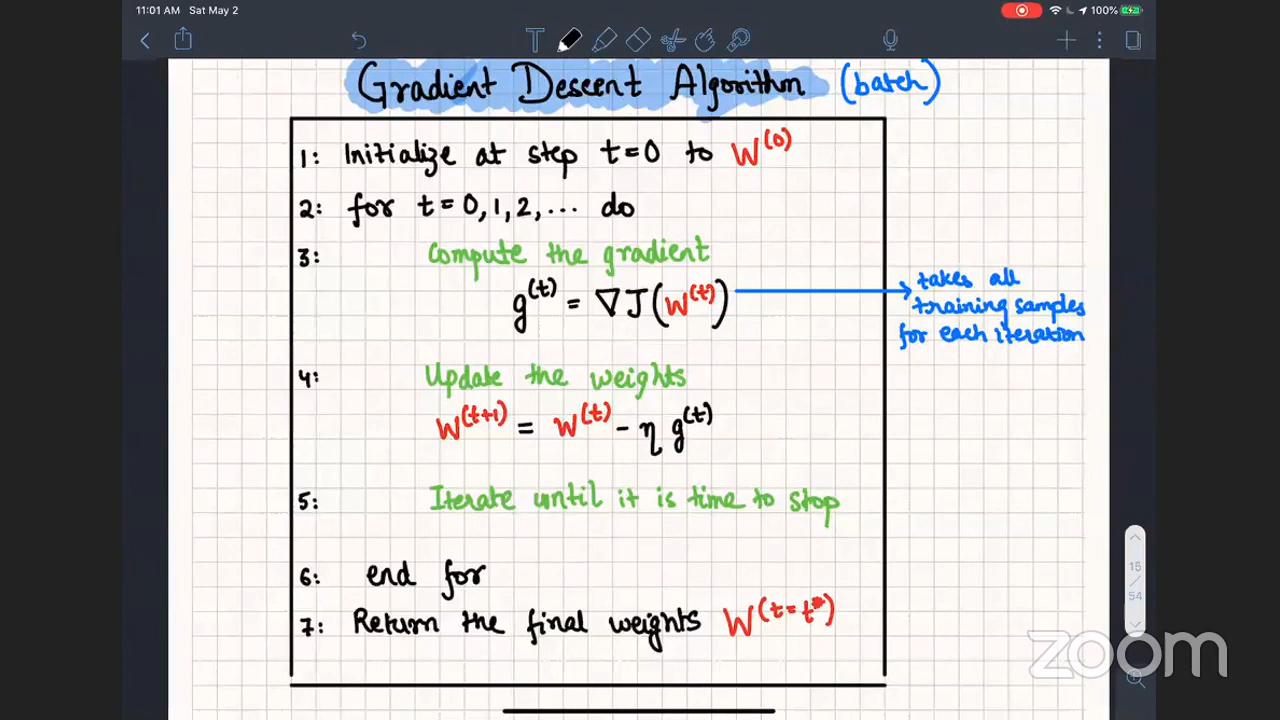 11:01 AM Sat May 2
100%
Gradient Descent Algorithm (batch)
1: Initialize at step t=0 to W^(0)
2: for t=0,1,2,... do
3: Compute the gradient
g^(t) = ∇J(W^(t))
takes all
training samples
for each iteration
4: Update the weights
W^(t+1) = W^(t) - η g^(t)
5: Iterate until it is time to stop
6: end for
7: Return the final weights W^(t=t*)
15
/
54
zoom